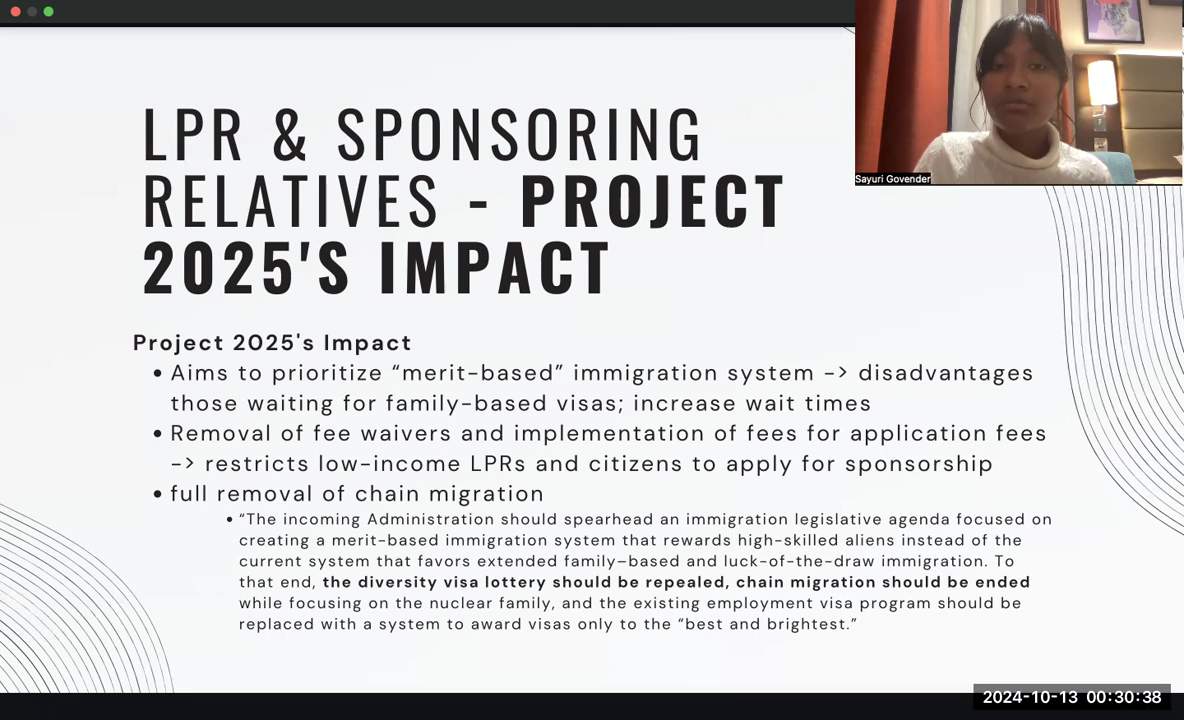 LPR & SPONSORING
RELATIVES - PROJECT
2025'S IMPACT
Sayuri Govender
Project 2025's Impact
• Aims to prioritize “merit-based” immigration system -> disadvantages
those waiting for family-based visas; increase wait times
• Removal of fee waivers and implementation of fees for application fees
-> restricts low-income LPRs and citizens to apply for sponsorship
• full removal of chain migration
• “The incoming Administration should spearhead an immigration legislative agenda focused on
creating a merit-based immigration system that rewards high-skilled aliens instead of the
current system that favors extended family–based and luck-of-the-draw immigration. To
that end, the diversity visa lottery should be repealed, chain migration should be ended
while focusing on the nuclear family, and the existing employment visa program should be
replaced with a system to award visas only to the “best and brightest.”
2024-10-13 00:30:38